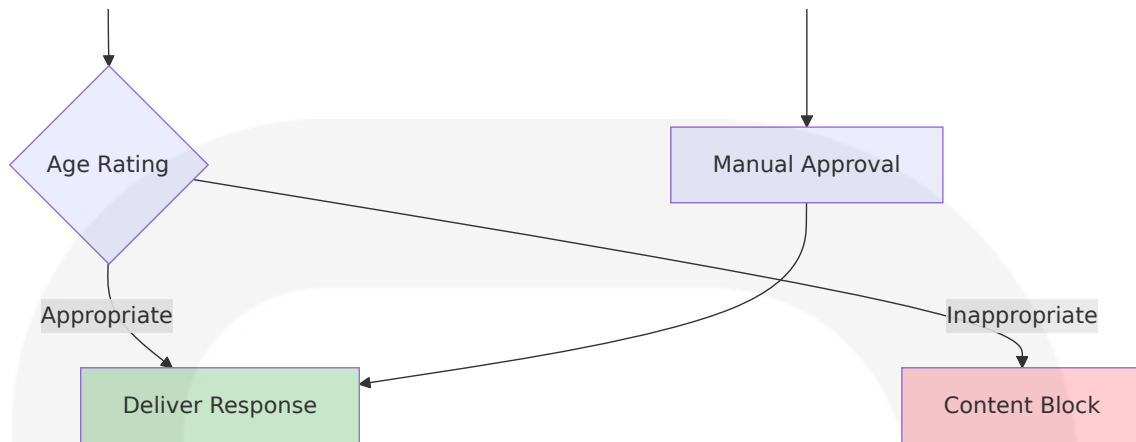 Age Rating
Manual Approval
Appropriate
Inappropriate
Deliver Response
Content Block